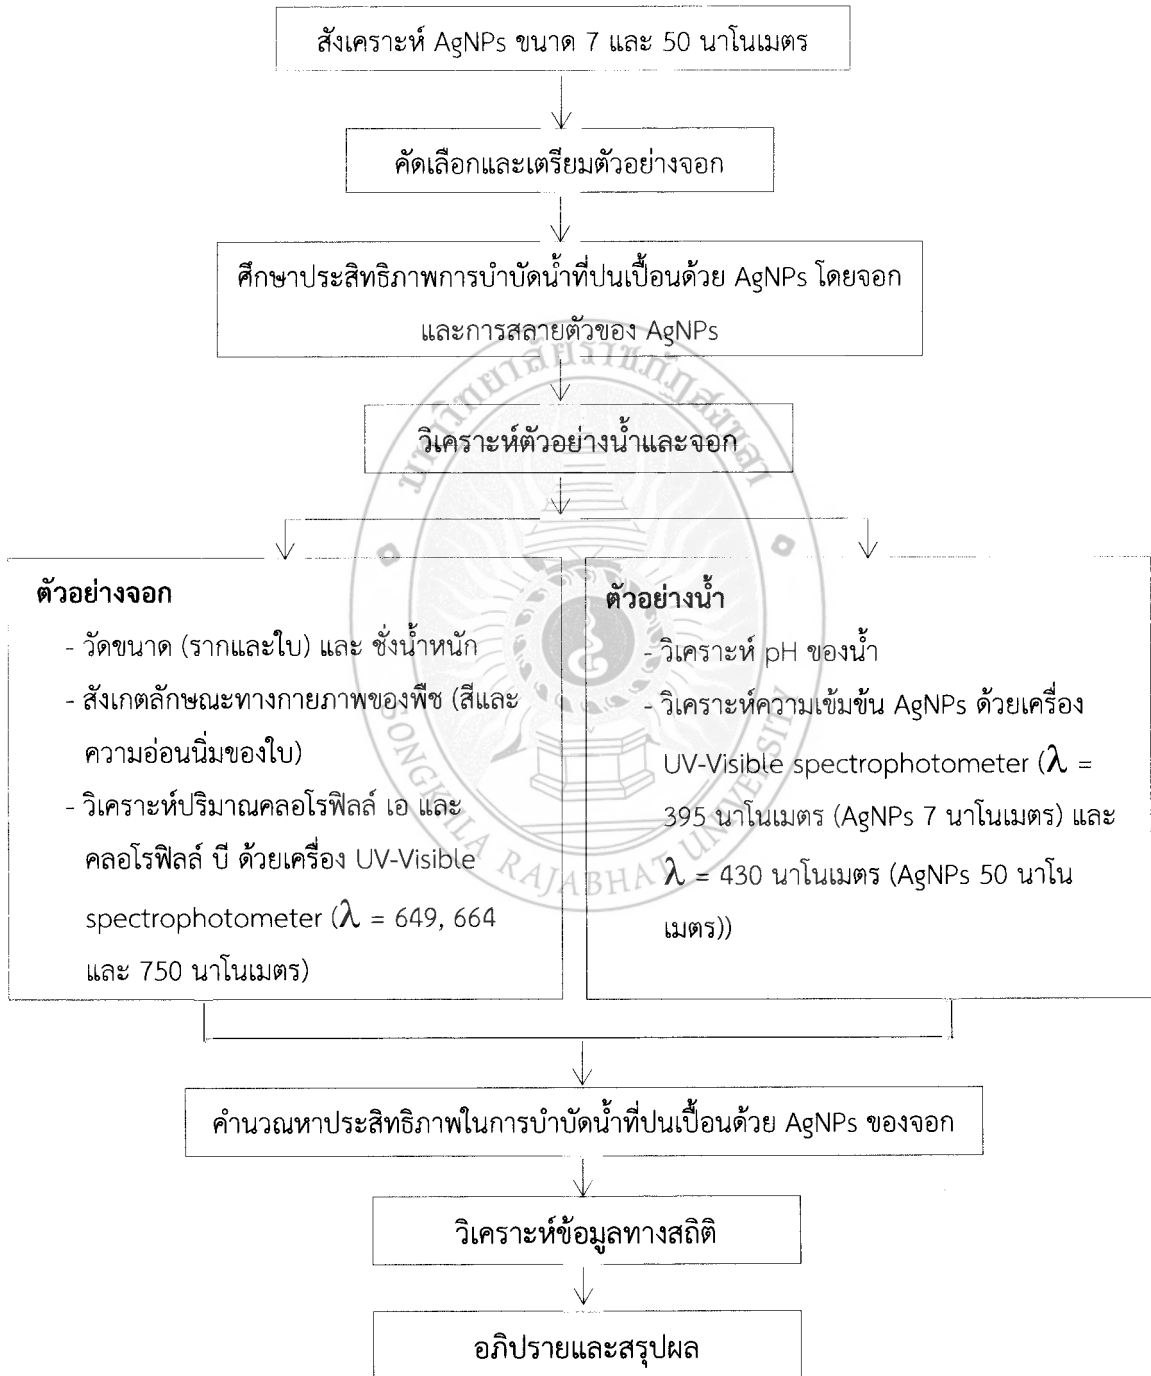 สังเคราะห์ AgNPs ขนาด 7 และ 50 นาโนเมตร
คัดเลือกและเตรียมตัวอย่างจอก
ศึกษาประสิทธิภาพการบำบัดน้ำที่ปนเปื้อนด้วย AgNPs โดยจอก
และการสลายตัวของ AgNPs
วิเคราะห์ตัวอย่างน้ำและจอก
ตัวอย่างจอก
- วัดขนาด (รากและใบ) และ ชั่งน้ำหนัก
- สังเกตลักษณะทางกายภาพของพืช (สีและ
ความอ่อนนิ่มของใบ)
- วิเคราะห์ปริมาณคลอโรฟิลล์ เอ และ
คลอโรฟิลล์ บี ด้วยเครื่อง UV-Visible
spectrophotometer (λ = 649, 664
และ 750 นาโนเมตร)
ตัวอย่างน้ำ
- วิเคราะห์ pH ของน้ำ
- วิเคราะห์ความเข้มข้น AgNPs ด้วยเครื่อง
UV-Visible spectrophotometer (λ =
395 นาโนเมตร (AgNPs 7 นาโนเมตร) และ
λ = 430 นาโนเมตร (AgNPs 50 นาโน
เมตร))
คำนวณหาประสิทธิภาพในการบำบัดน้ำที่ปนเปื้อนด้วย AgNPs ของจอก
วิเคราะห์ข้อมูลทางสถิติ
อภิปรายและสรุปผล
มหาวิทยาลัยราชภัฏสงขลา
SONGKHLA RAJABHAT UNIVERSITY